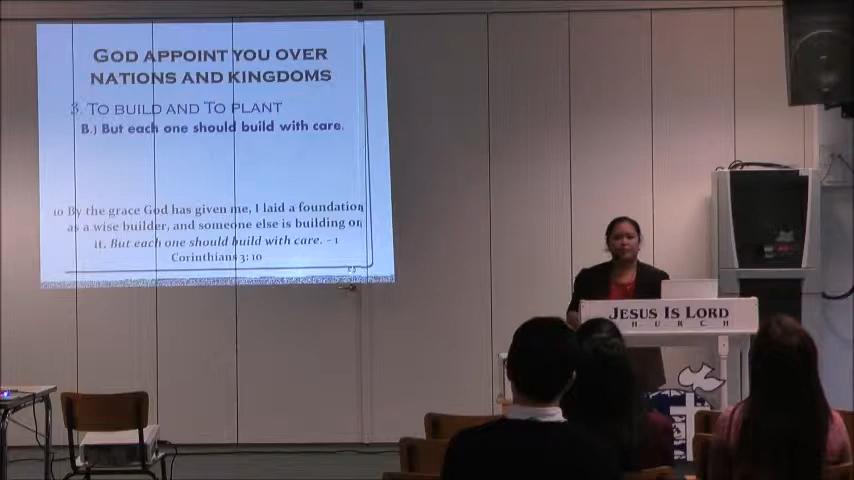 GOD APPOINT YOU OVER
NATIONS AND KINGDOMS
3. TO BUILD AND TO PLANT
B.) But each one should build with care.
10 By the grace God has given me, I laid a foundation
as a wise builder, and someone else is building on
it. But each one should build with care. - 1
Corinthians 3: 10
JESUS IS LORD
CHURCH